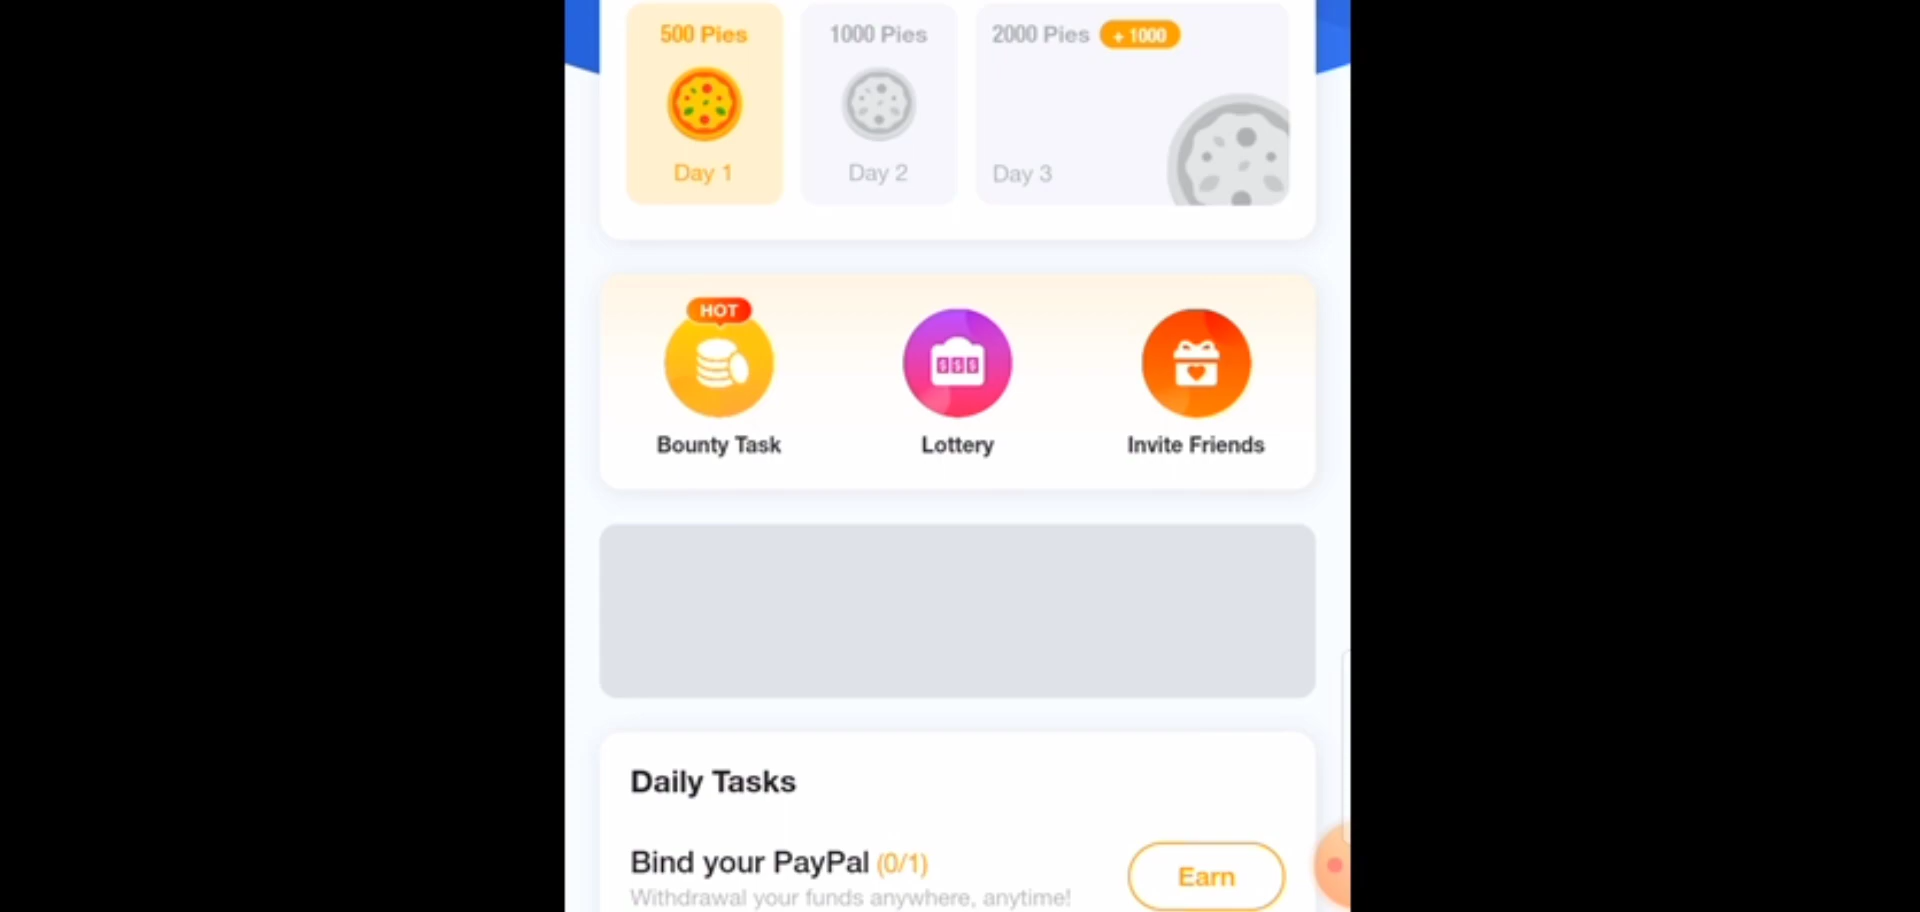 500 Pies
1000 Pies
2000 Pies + 1000
Day 1
Day 2
Day 3
HOT
$ $ $
Bounty Task
Lottery
Invite Friends
Daily Tasks
Bind your PayPal (0/1)
Earn
Withdrawal your funds anywhere, anytime!